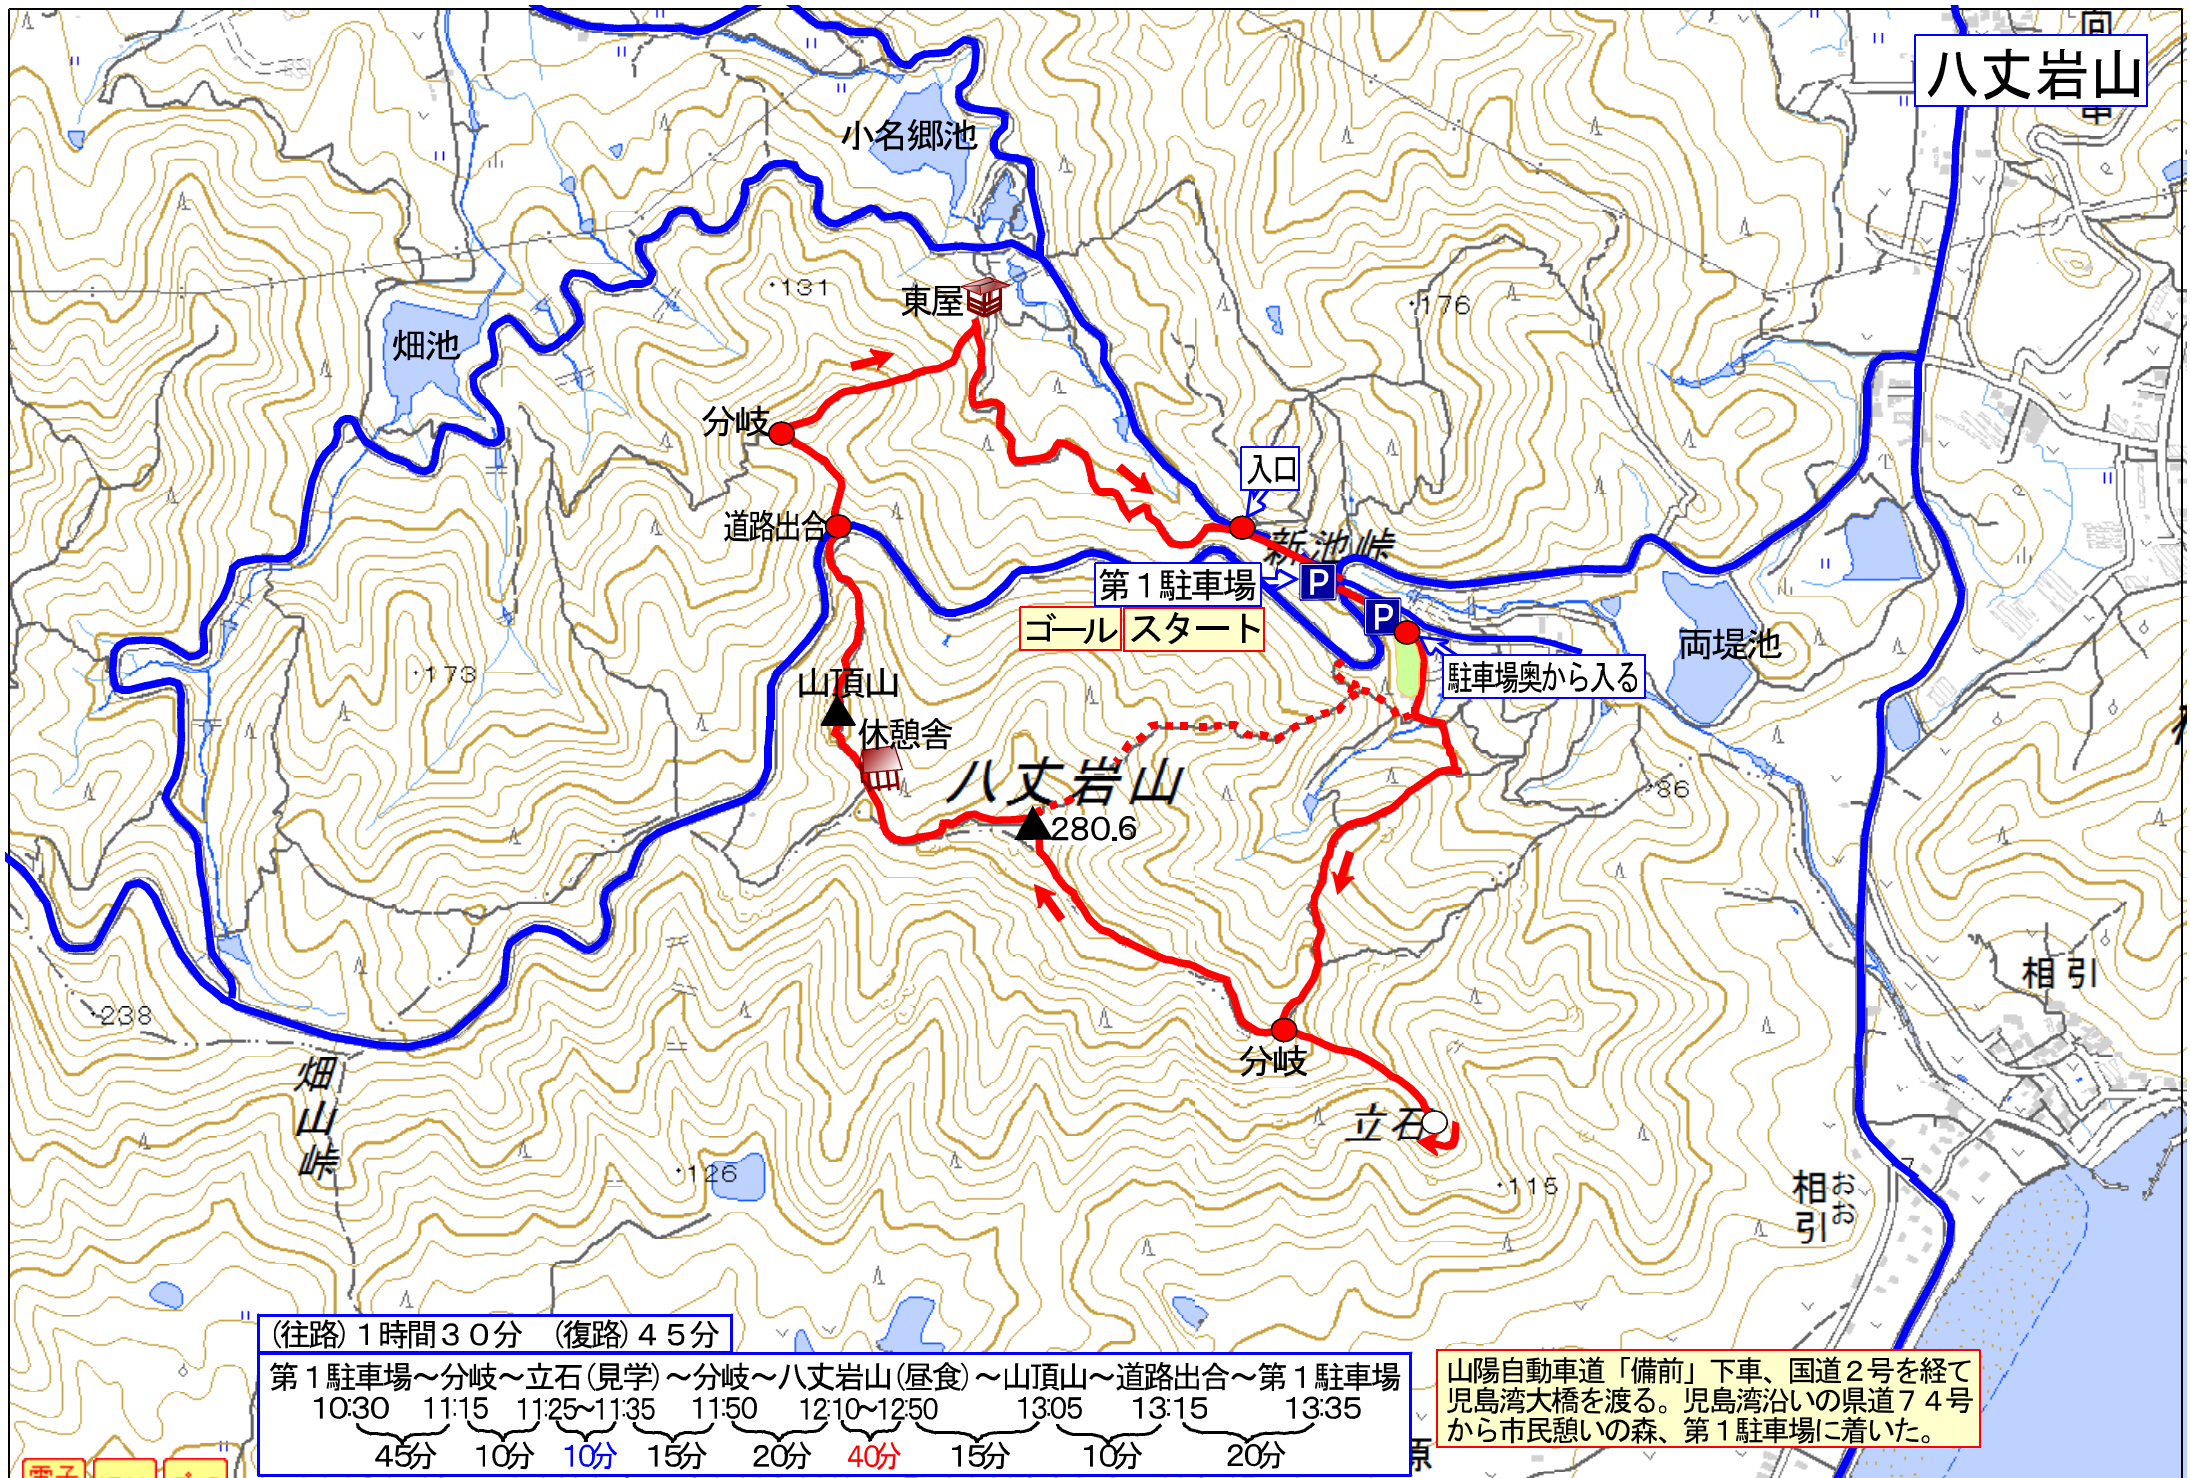 八丈岩山
小名郷池
・131
東屋
・176
畑池
分岐
入口
道路出合
新池峠
第１駐車場
P
P
ゴール
スタート
両堤池
駐車場奥から入る
・173
山頂山
休憩舎
八丈岩山
280.6
・86
相引
・238
分岐
畑山峠
立石
・126
・115
7
相引
おお
(往路)１時間３０分　(復路)４５分
第１駐車場～分岐～立石(見学)～分岐～八丈岩山(昼食)～山頂山～道路出合～第１駐車場
10:30 11:15 11:25～11:35 11:50 12:10～12:50 13:05 13:15 13:35
45分 10分 10分 15分 20分 40分 15分 10分 20分
山陽自動車道「備前」下車、国道２号を経て
児島湾大橋を渡る。児島湾沿いの県道７４号
から市民憩いの森、第１駐車場に着いた。